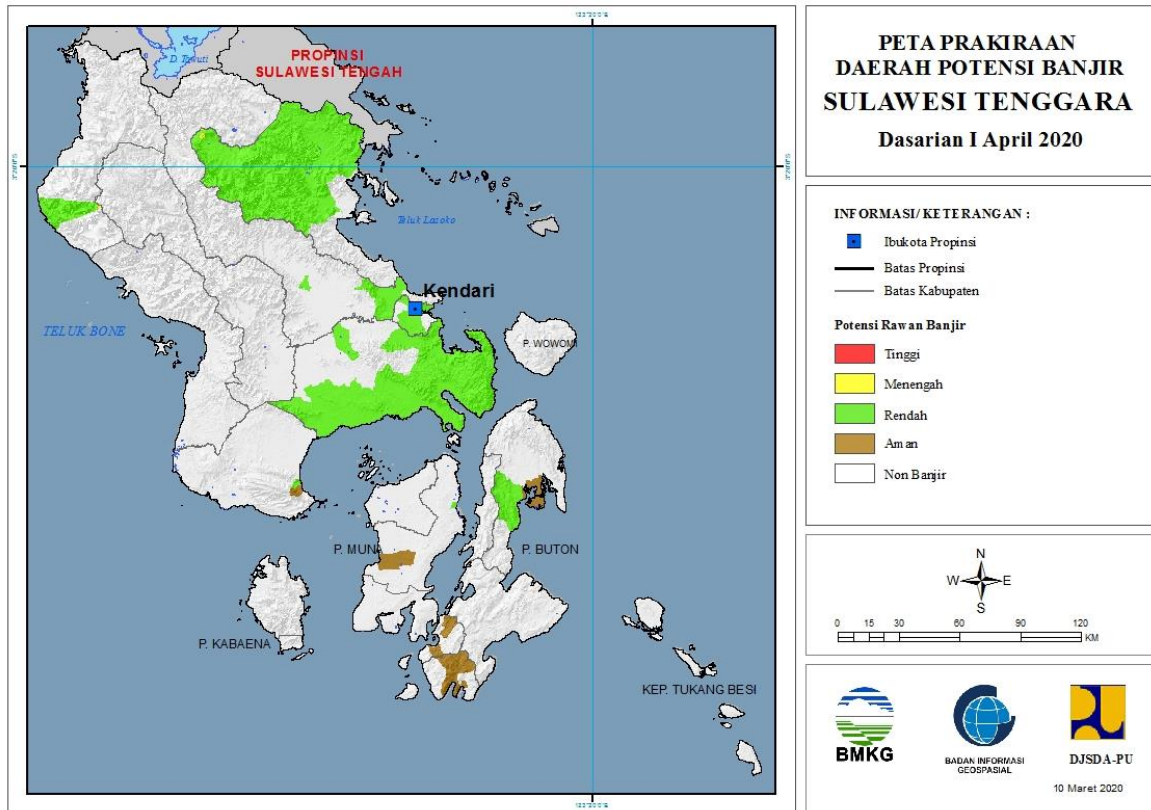 PETA PRAKIRAAN
DAERAH POTENSI BANJIR
SULAWESI TENGGARA
Dasarian I April 2020
PROPINSI
SULAWESI TENGAH
Teluk Lasoko
Kendari
TELUK BONE
P. WOWONI
P. MUNA
P. BUTON
P. KABAENA
KEP. TUKANG BESI
INFORMASI/ KETERANGAN :
Ibukota Propinsi
Batas Propinsi
Batas Kabupaten
Potensi Rawan Banjir
Tinggi
Menengah
Rendah
Aman
Non Banjir
N
W E
S
0 15 30 60 90 120
KM
BMKG
BADAN INFORMASI
GEOSPASIAL
DJSDA-PU
10 Maret 2020